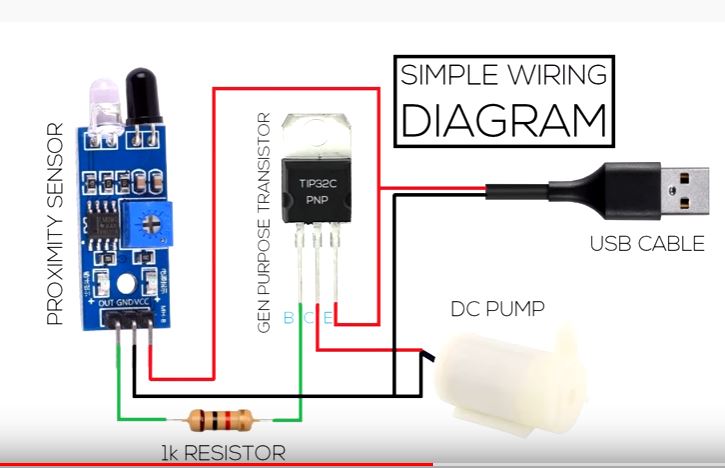 SIMPLE WIRING
DIAGRAM
PROXIMITY SENSOR
GEN PURPOSE TRANSISTOR
TIP32C
PNP
USB CABLE
B C E
DC PUMP
OUT GND VCC
MH-B
1k RESISTOR